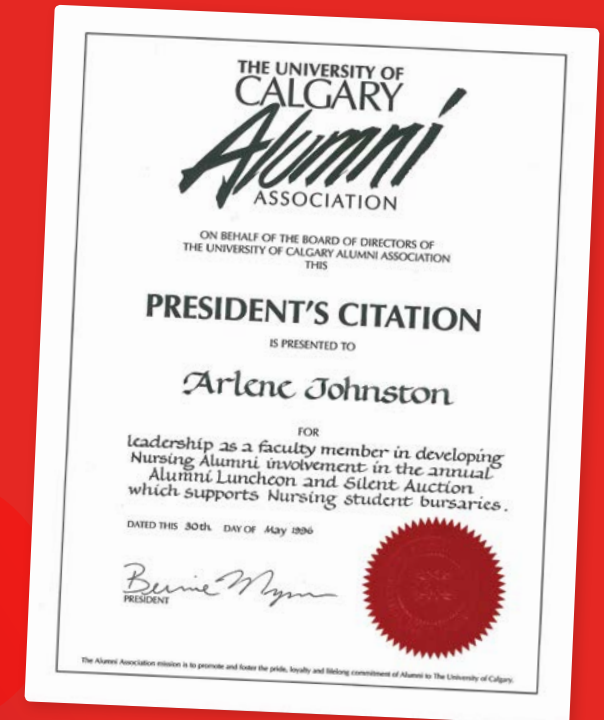 THE UNIVERSITY OF
CALGARY
Alumni
ASSOCIATION
ON BEHALF OF THE BOARD OF DIRECTORS OF
THE UNIVERSITY OF CALGARY ALUMNI ASSOCIATION
THIS
PRESIDENT'S CITATION
IS PRESENTED TO
Arlene Johnston
FOR
leadership as a faculty member in developing
Nursing Alumni involvement in the annual
Alumni Luncheon and Silent Auction
which supports Nursing student bursaries.
DATED THIS 30th DAY OF May 1996
Bernie
PRESIDENT
The Alumni Association mission is to promote and foster the pride, loyalty and lifelong commitment of Alumni to The University of Calgary.